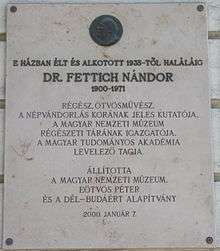 E HÁZBAN ÉLT ÉS ALKOTOTT 1938-TÓL HALÁLÁIG
DR. FETTICH NÁNDOR
1900-1971
RÉGÉSZ, ÖTVÖSMŰVÉSZ,
A NÉPVÁNDORLÁS KORÁNAK JELES KUTATÓJA,
A MAGYAR NEMZETI MÚZEUM
RÉGÉSZETI TÁRÁNAK IGAZGATÓJA,
A MAGYAR TUDOMÁNYOS AKADÉMIA
LEVELEZŐ TAGJA
ÁLLÍTOTTA
A MAGYAR NEMZETI MÚZEUM,
KÖTVÖS PÉTER
ÉS A DÉL-BUDÁÉRT ALAPÍTVÁNY
2000. JANUÁR 7.